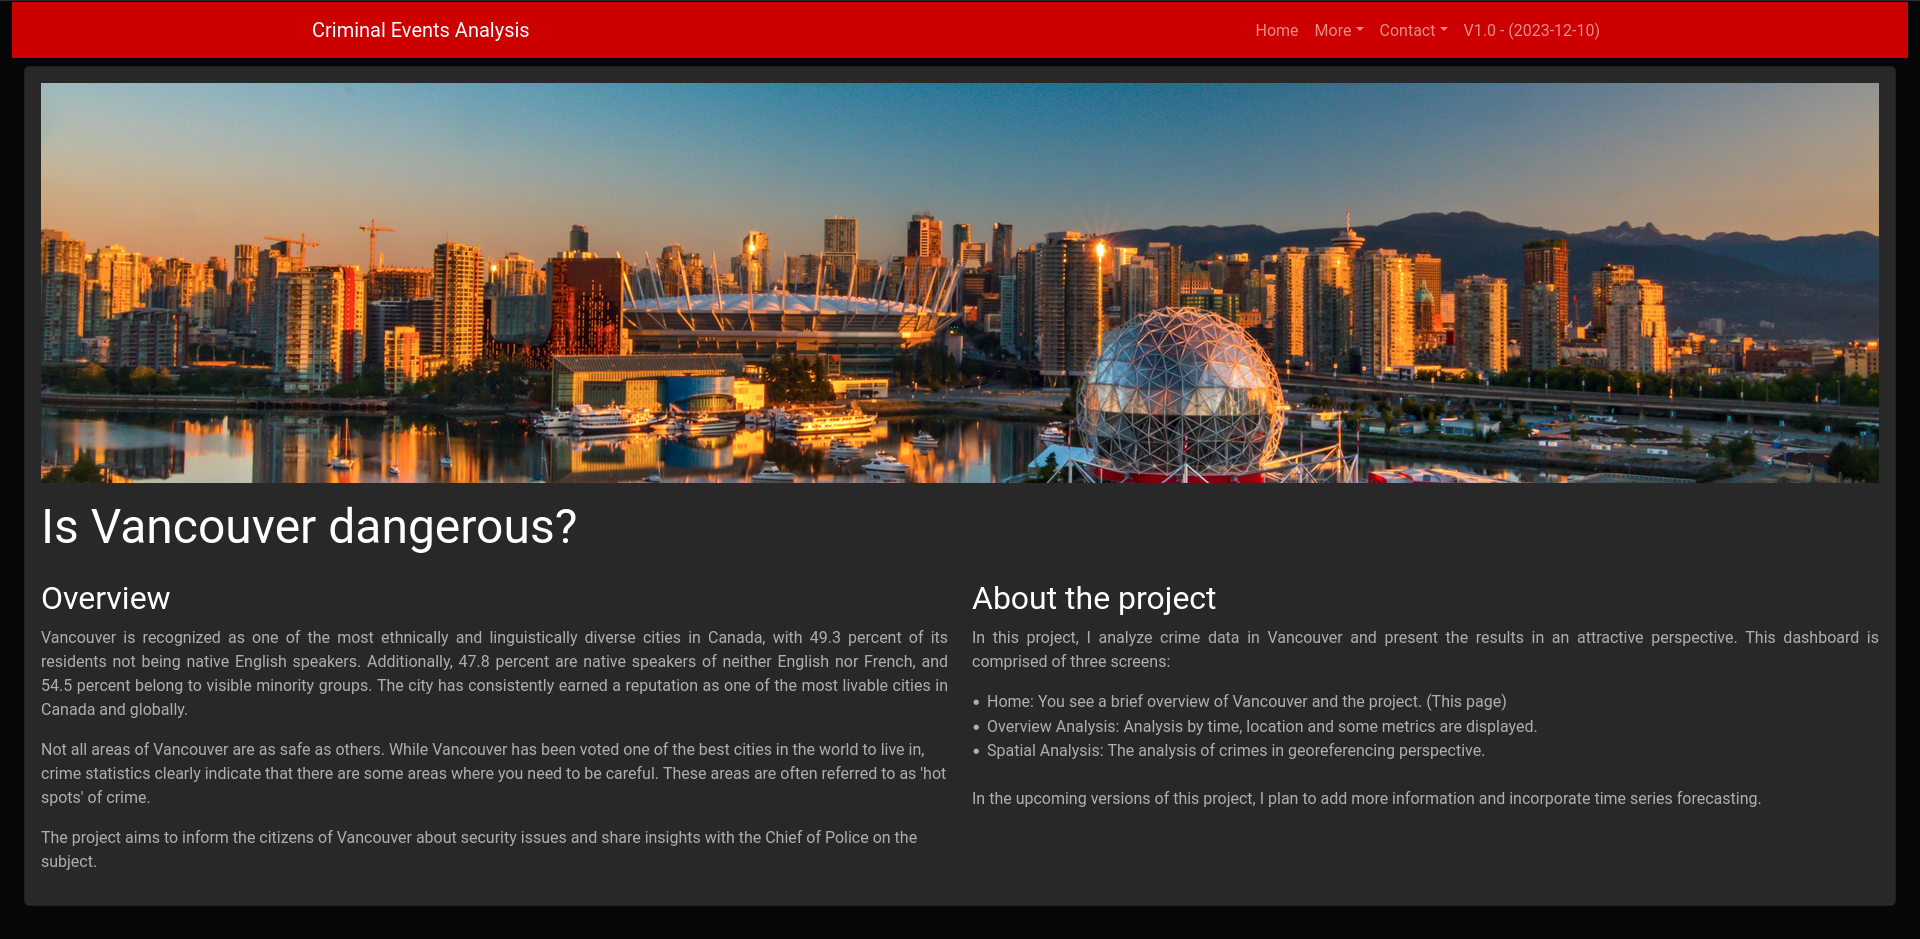 Criminal Events Analysis
Home More Contact V1.0 - (2023-12-10)
Is Vancouver dangerous?
Overview
Vancouver is recognized as one of the most ethnically and linguistically diverse cities in Canada, with 49.3 percent of its
residents not being native English speakers. Additionally, 47.8 percent are native speakers of neither English nor French, and
54.5 percent belong to visible minority groups. The city has consistently earned a reputation as one of the most livable cities in
Canada and globally.
Not all areas of Vancouver are as safe as others. While Vancouver has been voted one of the best cities in the world to live in,
crime statistics clearly indicate that there are some areas where you need to be careful. These areas are often referred to as 'hot
spots' of crime.
The project aims to inform the citizens of Vancouver about security issues and share insights with the Chief of Police on the
subject.
About the project
In this project, I analyze crime data in Vancouver and present the results in an attractive perspective. This dashboard is
comprised of three screens:
• Home: You see a brief overview of Vancouver and the project. (This page)
• Overview Analysis: Analysis by time, location and some metrics are displayed.
• Spatial Analysis: The analysis of crimes in georeferencing perspective.
In the upcoming versions of this project, I plan to add more information and incorporate time series forecasting.